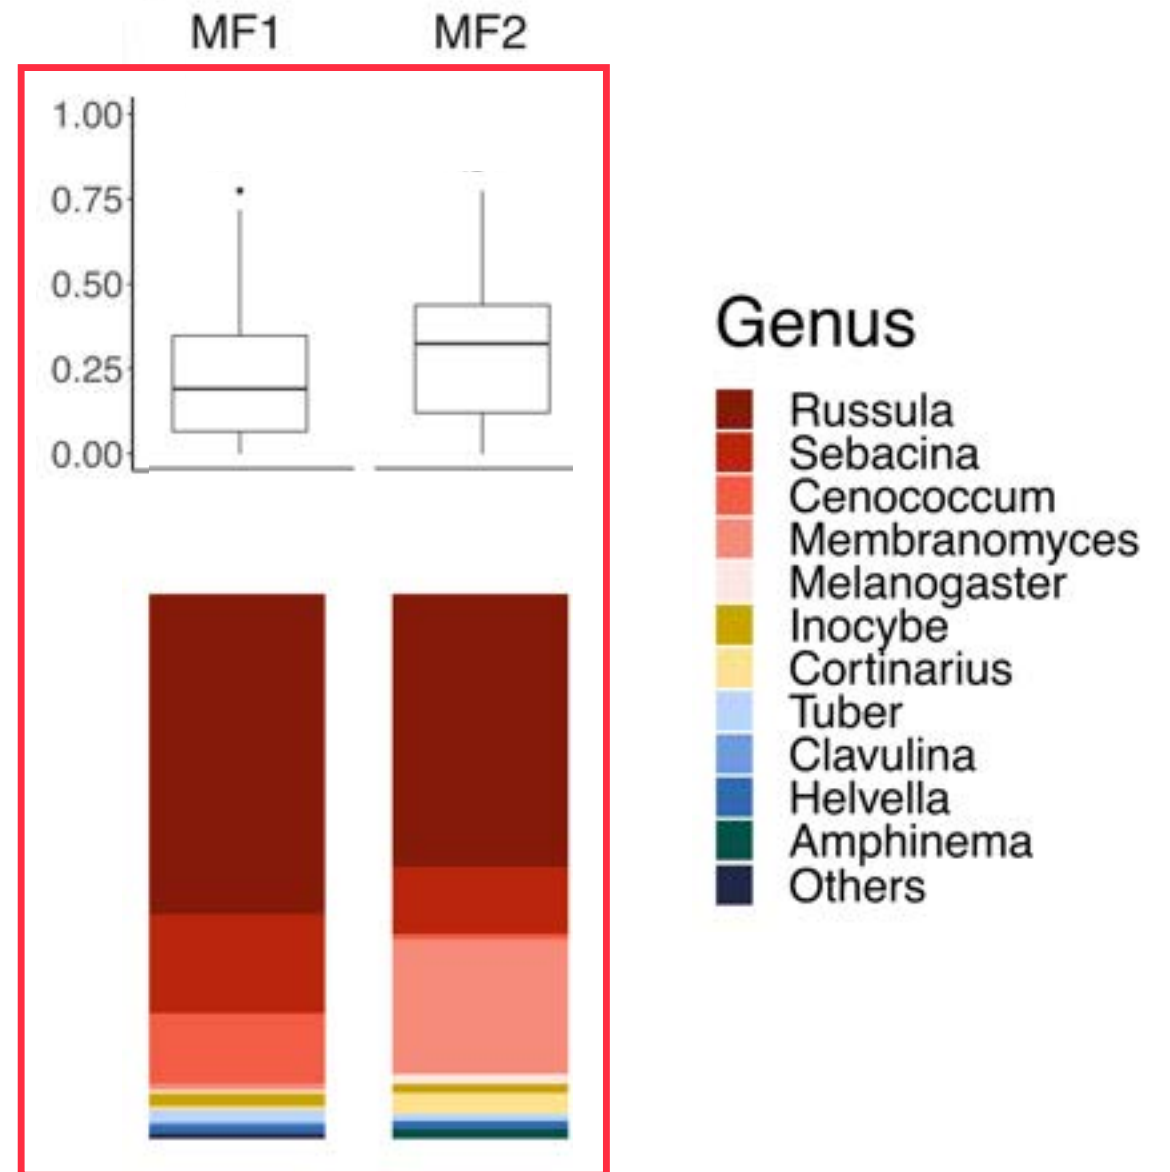 MF1 MF2
1.00
0.75
0.50
0.25
0.00
Genus
Russula
Sebacina
Cenococcum
Membranomyces
Melanogaster
Inocybe
Cortinarius
Tuber
Clavulina
Helvella
Amphinema
Others